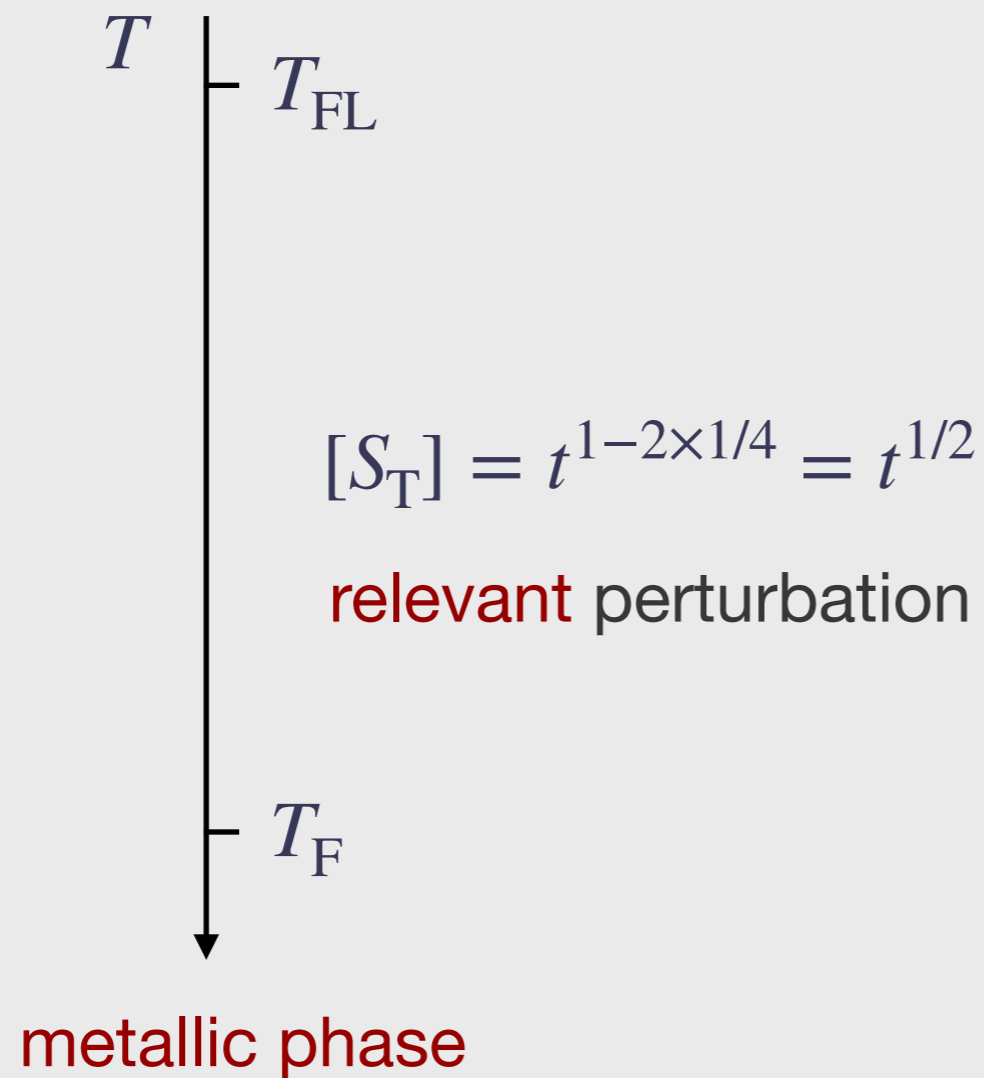 T
T_FL
[S_T] = t^{1−2×1/4} = t^{1/2}
relevant perturbation
T_F
metallic phase